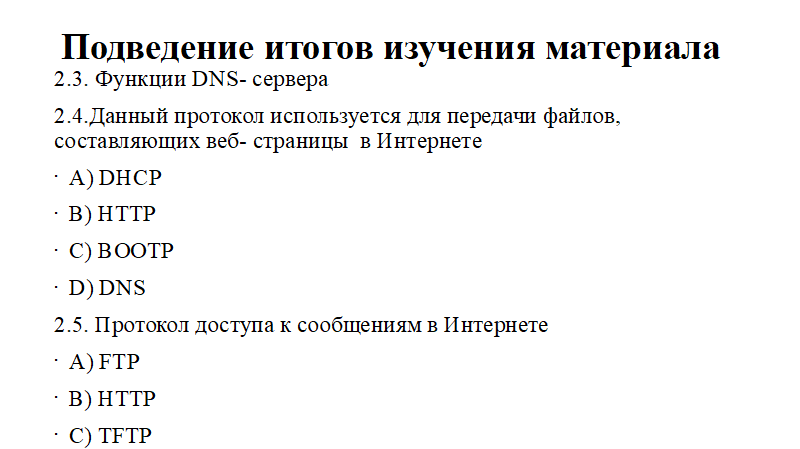 Подведение итогов изучения материала
2.3. Функции DNS- сервера
2.4.Данный протокол используется для передачи файлов,
составляющих веб- страницы  в Интернете
· A) DHCP
· B) HTTP
· C) BOOTP
· D) DNS
2.5. Протокол доступа к сообщениям в Интернете
· A) FTP
· B) HTTP
· C) TFTP